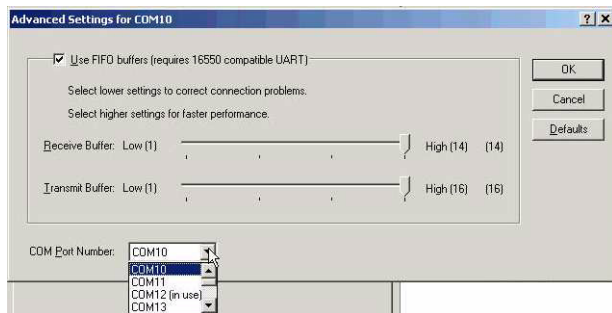 Advanced Settings for COM10
Use FIFO buffers (requires 16550 compatible UART)
Select lower settings to correct connection problems.
Select higher settings for faster performance.
Receive Buffer: Low (1) High (14) (14)
Transmit Buffer: Low (1) High (16) (16)
OK
Cancel
Defaults
COM Port Number: COM10
COM10
COM11
COM12 (in use)
COM13